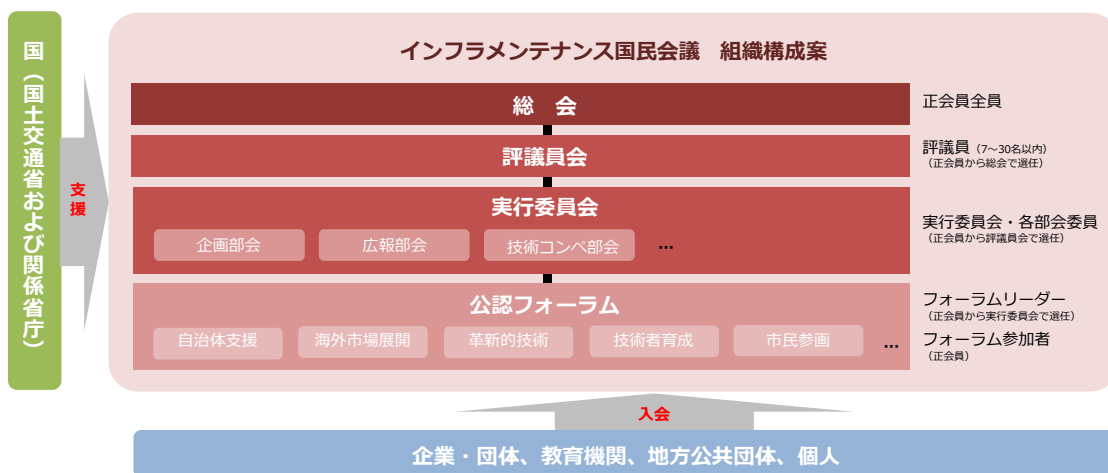 国（国土交通省および関係省庁）
支援
インフラメンテナンス国民会議　組織構成案
総　会
正会員全員
評議員会
評議員（7～30名以内）
（正会員から総会で選任）
実行委員会
企画部会
広報部会
技術コンペ部会
…
実行委員会・各部会委員
（正会員から評議員会で選任）
公認フォーラム
自治体支援
海外市場展開
革新的技術
技術者育成
市民参画
…
フォーラムリーダー
（正会員から実行委員会で選任）
フォーラム参加者
（正会員）
入会
企業・団体、教育機関、地方公共団体、個人